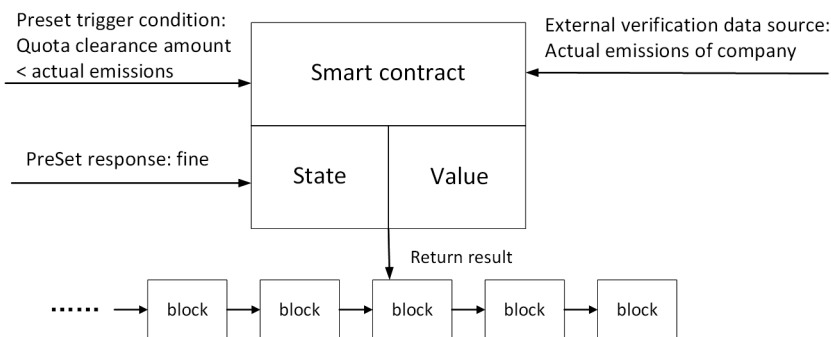 Preset trigger condition:
Quota clearance amount
< actual emissions
External verification data source:
Actual emissions of company
Smart contract
PreSet response: fine
State
Value
Return result
......
block
block
block
block
block